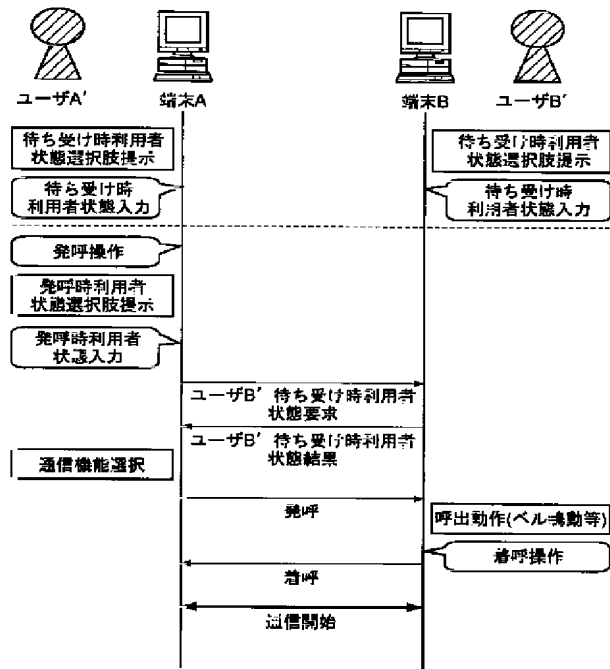 ユーザA′
端末A
端末B
ユーザB′
待ち受け時利用者
状態選択肢提示
待ち受け時利用者
状態選択肢提示
待ち受け時
利用者状態入力
待ち受け時
利用者状態入力
発呼操作
発呼時利用者
状態選択肢提示
発呼時利用者
状態入力
ユーザB′ 待ち受け時利用者
状態要求
ユーザB′ 待ち受け時利用者
状態結果
通信機能選択
発呼
呼出動作(ベル鳴動等)
着呼操作
着呼
通信開始